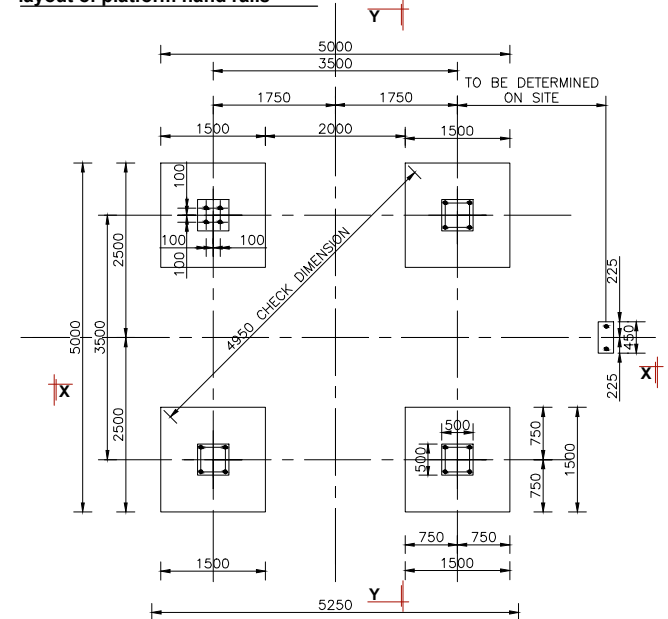 layout of platform hand rails
Y
5000
3500
TO BE DETERMINED
ON SITE
1750 1750
1500 2000 1500
100
100 100
100
2500
5000
3500
2500
4950 CHECK DIMENSION
225
450
225
X
X
500
500
750
750
1500
750 750
1500 1500
Y
5250